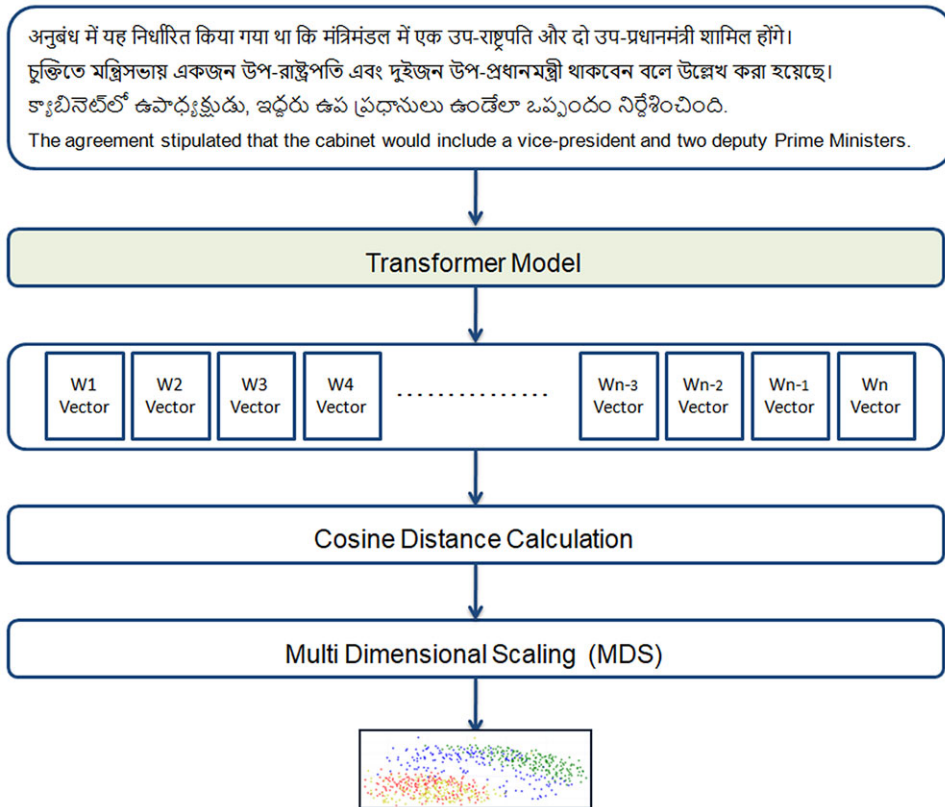 अनुबंध में यह निर्धारित किया गया था कि मंत्रिमंडल में एक उप-राष्ट्रपति और दो उप-प्रधानमंत्री शामिल होंगे।
চুক্তিতে মন্ত্রিসভায় একজন উপ-রাষ্ট্রপতি এবং দুইজন উপ-প্রধানমন্ত্রী থাকবেন বলে উল্লেখ করা হয়েছে।
క్యాబినెట్‌లో ఉపాధ్యక్షుడు, ఇద్దరు ఉప ప్రధానులు ఉండేలా ఒప్పందం నిర్దేశించింది.
The agreement stipulated that the cabinet would include a vice-president and two deputy Prime Ministers.
Transformer Model
W1 Vector
W2 Vector
W3 Vector
W4 Vector
...............
Wn-3 Vector
Wn-2 Vector
Wn-1 Vector
Wn Vector
Cosine Distance Calculation
Multi Dimensional Scaling (MDS)